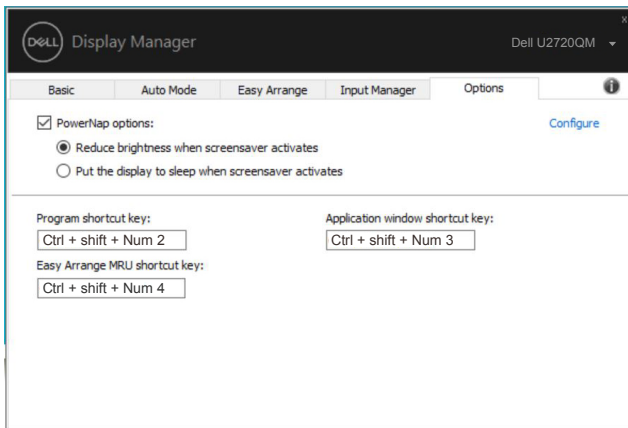 x
DELL Display Manager Dell U2720QM
Basic Auto Mode Easy Arrange Input Manager Options i
PowerNap options: Configure
Reduce brightness when screensaver activates
Put the display to sleep when screensaver activates
Program shortcut key: Application window shortcut key:
Ctrl + shift + Num 2 Ctrl + shift + Num 3
Easy Arrange MRU shortcut key:
Ctrl + shift + Num 4